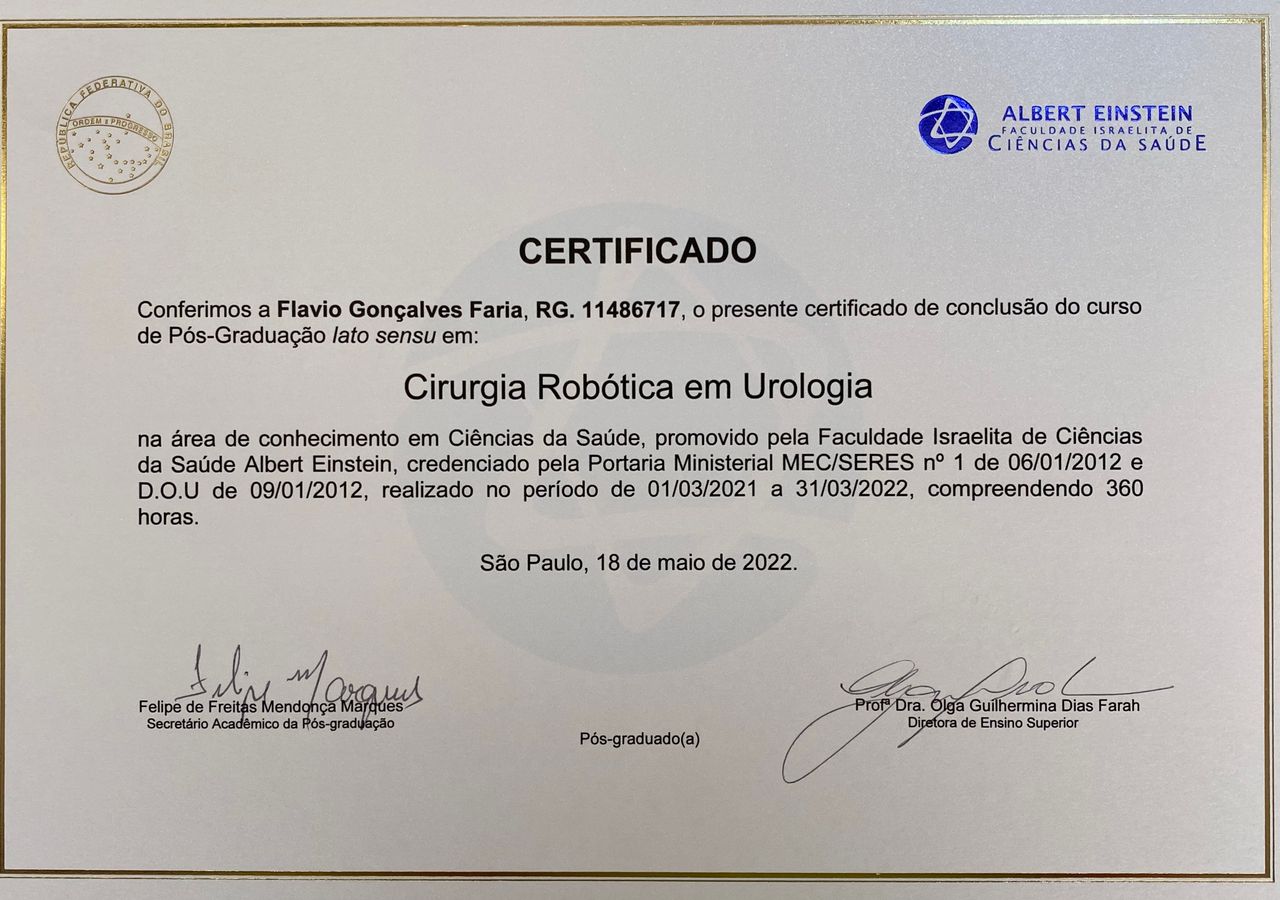 REPÚBLICA FEDERATIVA DO BRASIL
ORDEM E PROGRESSO
ALBERT EINSTEIN
FACULDADE ISRAELITA DE
CIÊNCIAS DA SAÚDE
CERTIFICADO
Conferimos a Flavio Gonçalves Faria, RG. 11486717, o presente certificado de conclusão do curso
de Pós-Graduação lato sensu em:
Cirurgia Robótica em Urologia
na área de conhecimento em Ciências da Saúde, promovido pela Faculdade Israelita de Ciências
da Saúde Albert Einstein, credenciado pela Portaria Ministerial MEC/SERES nº 1 de 06/01/2012 e
D.O.U de 09/01/2012, realizado no período de 01/03/2021 a 31/03/2022, compreendendo 360
horas.
São Paulo, 18 de maio de 2022.
Felipe Marques
Felipe de Freitas Mendonça Marques
Secretário Acadêmico da Pós-graduação
Pós-graduado(a)
Profª Dra. Olga Guilhermina Dias Farah
Diretora de Ensino Superior